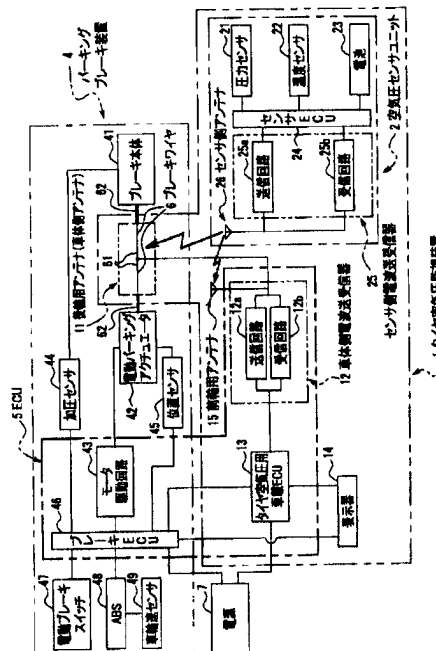 4
パーキング
ブレーキ装置
41
ブレーキ本体
62
6 ブレーキワイヤ
61
11 後輪用アンテナ(車体側アンテナ)
62
電動パーキング
アクチュエータ
42
位置センサ
45
44
加圧センサ
5 ECU
43
モータ
駆動回路
46
ブレーキ
ECU
47
電動ブレーキ
スイッチ
48
ABS
49
車輪速センサ
21
圧力センサ
22
温度センサ
23
電池
センサECU
24
25a
送信回路
25b
受信回路
25
センサ側電波送受信器
26 センサ側アンテナ
2 空気圧センサユニット
15 前輪用アンテナ
12a
送信回路
受信回路
12b
12 車体側電波送受信器
13
タイヤ空気圧用
車載ECU
14
表示器
7
電源